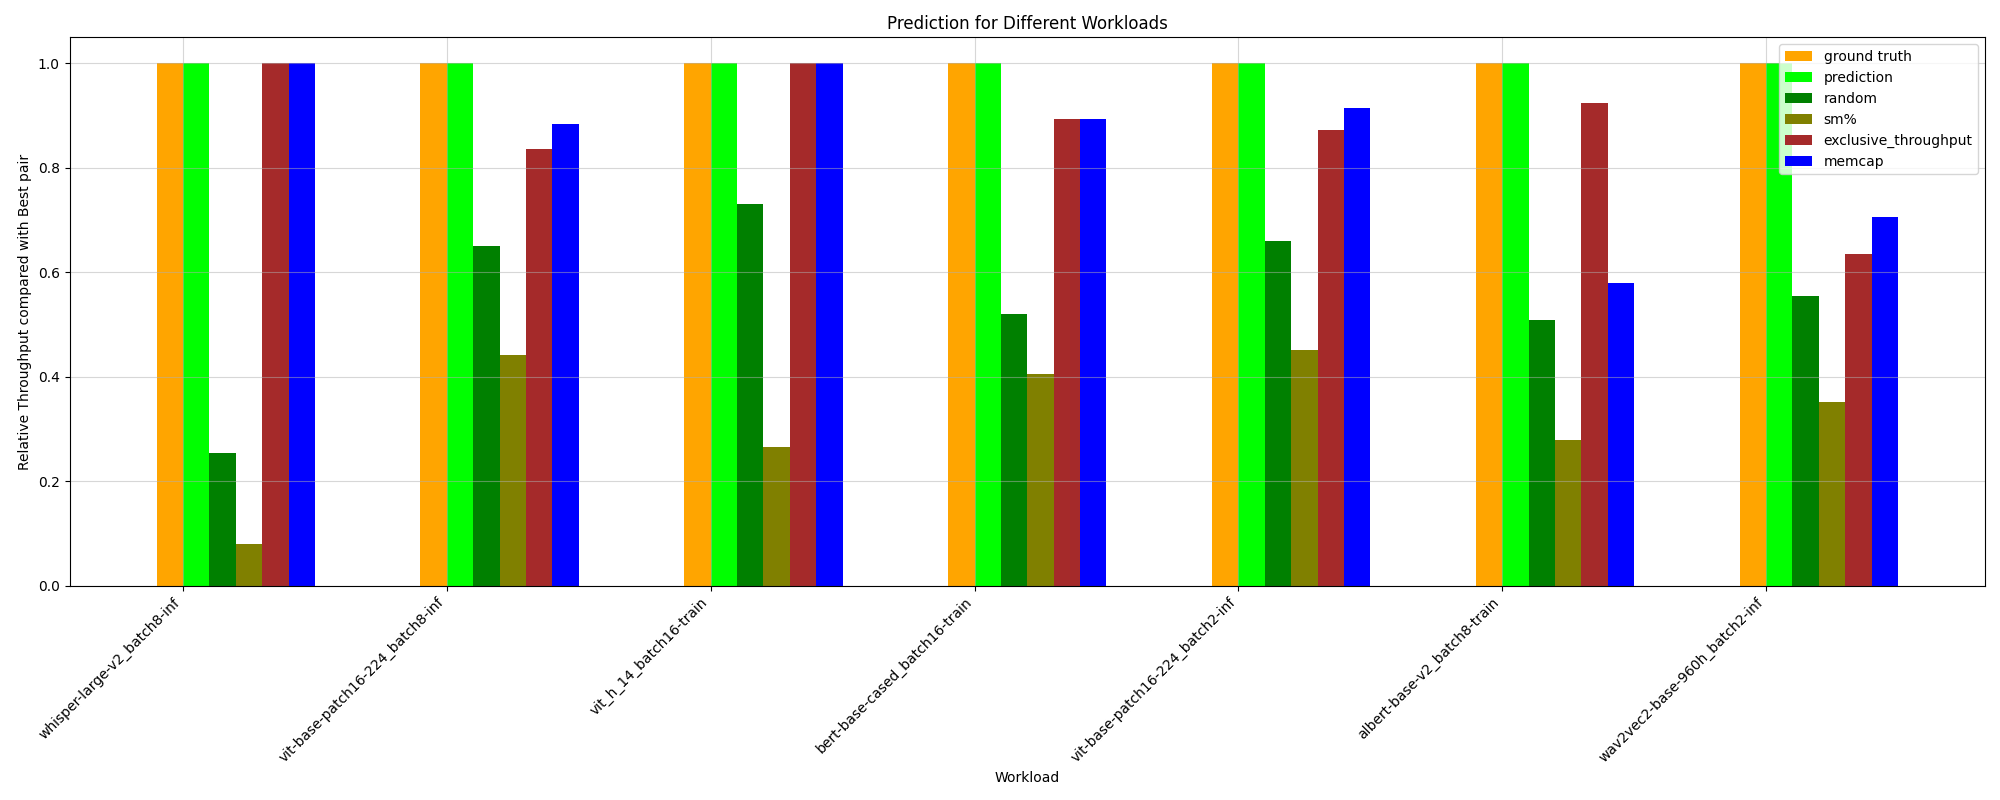 Prediction for Different Workloads
ground truth
prediction
random
sm%
exclusive_throughput
memcap
Relative Throughput compared with Best pair
1.0
0.8
0.6
0.4
0.2
0.0
whisper-large-v2_batch8-inf
vit-base-patch16-224_batch8-inf
vit_h_14_batch16-train
bert-base-cased_batch16-train
vit-base-patch16-224_batch2-inf
albert-base-v2_batch8-train
wav2vec2-base-960h_batch2-inf
Workload